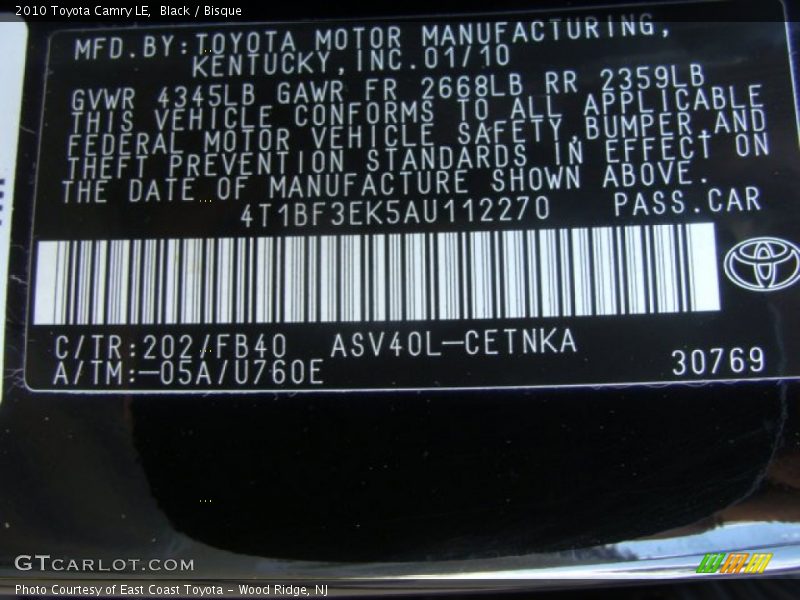 2010 Toyota Camry LE,  Black / Bisque
MFD.BY:TOYOTA MOTOR MANUFACTURING,
KENTUCKY,INC.01/10
GVWR 4345LB GAWR FR 2668LB RR 2359LB
THIS VEHICLE CONFORMS TO ALL APPLICABLE
FEDERAL MOTOR VEHICLE SAFETY,BUMPER,AND
THEFT PREVENTION STANDARDS IN EFFECT ON
THE DATE OF MANUFACTURE SHOWN ABOVE.
4T1BF3EK5AU112270 PASS.CAR
C/TR:202/FB40 ASV40L-CETNKA
A/TM:-05A/U760E 30769
GTCARLOT.COM
Photo Courtesy of East Coast Toyota - Wood Ridge, NJ